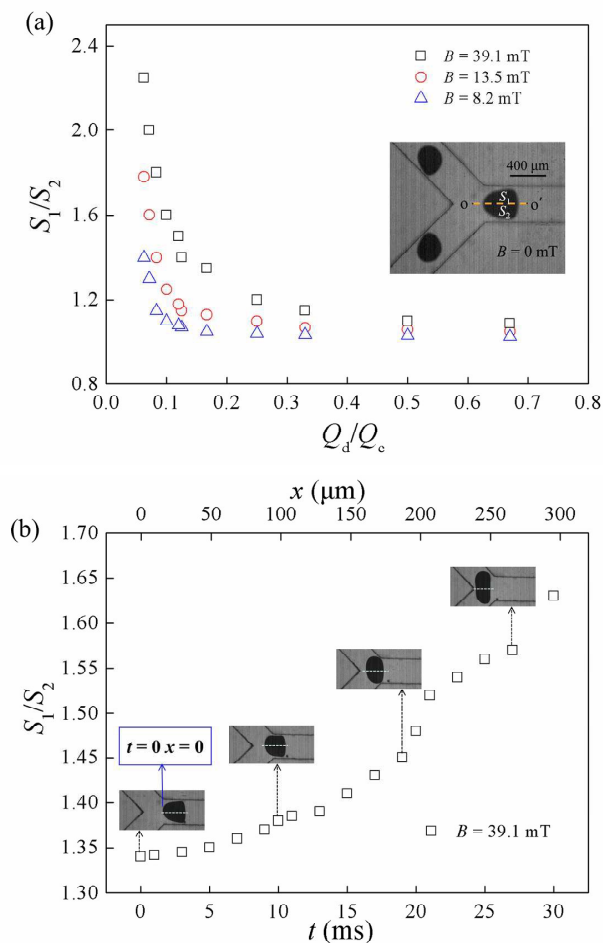 (a)
2.4
2.0
1.6
1.2
0.8
S₁/S₂
B = 39.1 mT
B = 13.5 mT
B = 8.2 mT
400 μm
o S₁ o´
S₂
B = 0 mT
0.0 0.1 0.2 0.3 0.4 0.5 0.6 0.7 0.8
Q_d/Q_c
x (μm)
0 50 100 150 200 250 300
(b)
1.70
1.65
1.60
1.55
1.50
1.45
1.40
1.35
1.30
S₁/S₂
t = 0 x = 0
B = 39.1 mT
0 5 10 15 20 25 30
t (ms)